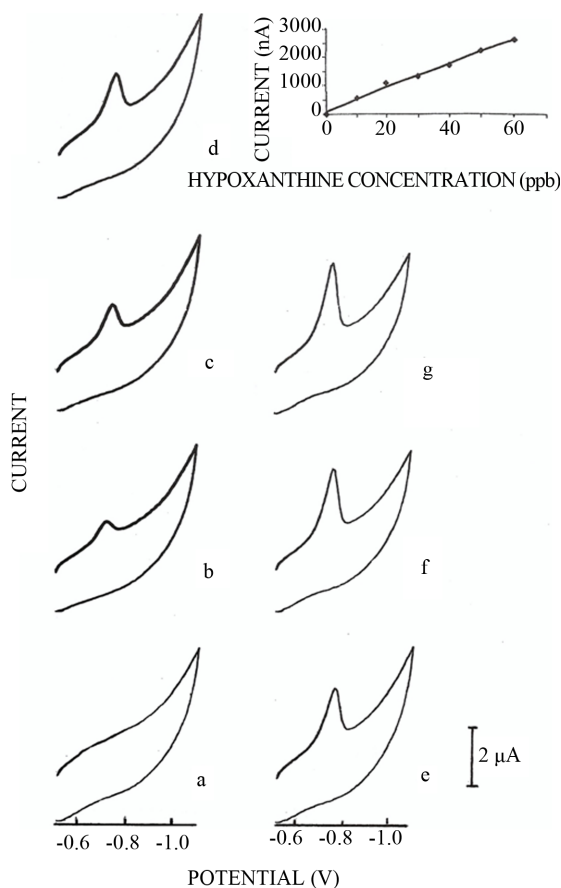 CURRENT (nA)
3000
2000
1000
0
0
20
40
60
HYPOXANTHINE CONCENTRATION (ppb)
d
c
g
CURRENT
b
f
a
e
2 μA
-0.6 -0.8 -1.0
-0.6 -0.8 -1.0
POTENTIAL (V)